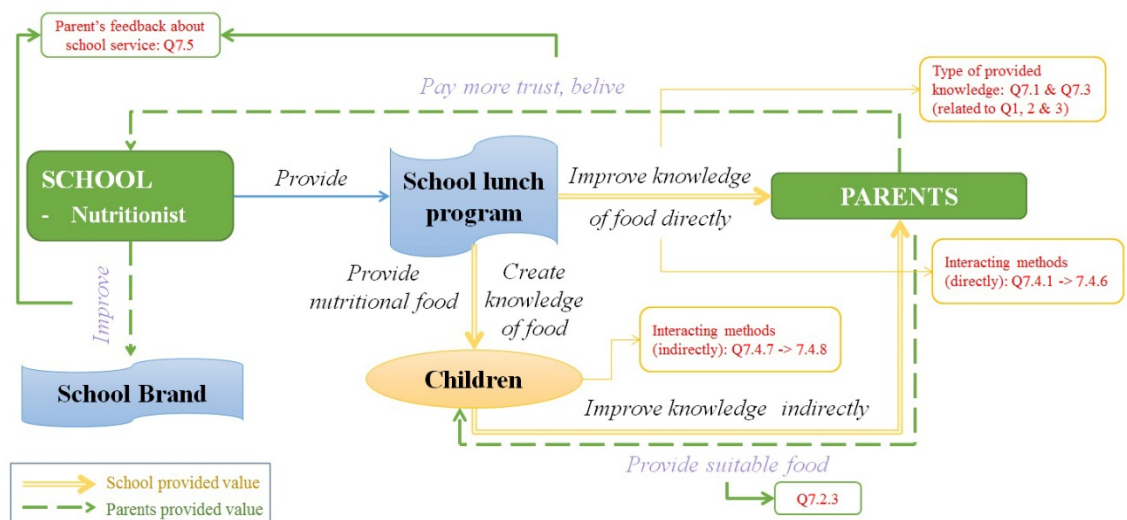 Parent's feedback about
school service: Q7.5
Pay more trust, belive
Type of provided
knowledge: Q7.1 & Q7.3
(related to Q1, 2 & 3)
SCHOOL
- Nutritionist
Provide
School lunch
program
Improve knowledge
of food directly
PARENTS
Improve
Provide
nutritional food
Create
knowledge
of food
Interacting methods
(directly): Q7.4.1 -> 7.4.6
Interacting methods
(indirectly): Q7.4.7 -> 7.4.8
School Brand
Children
Improve knowledge indirectly
Provide suitable food
Q7.2.3
School provided value
Parents provided value